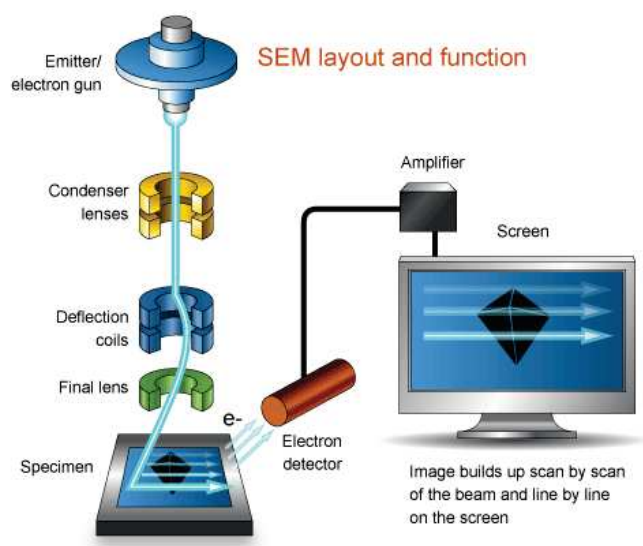 SEM layout and function
Emitter/
electron gun
Condenser
lenses
Deflection
coils
Final lens
Specimen
e-
Electron
detector
Amplifier
Screen
Image builds up scan by scan
of the beam and line by line
on the screen